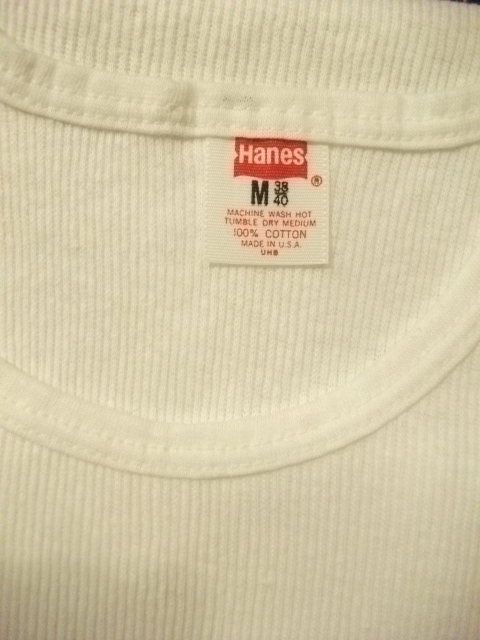 Hanes
®
M 38 40
MACHINE WASH HOT
TUMBLE DRY MEDIUM
100% COTTON
MADE IN U.S.A.
UHB